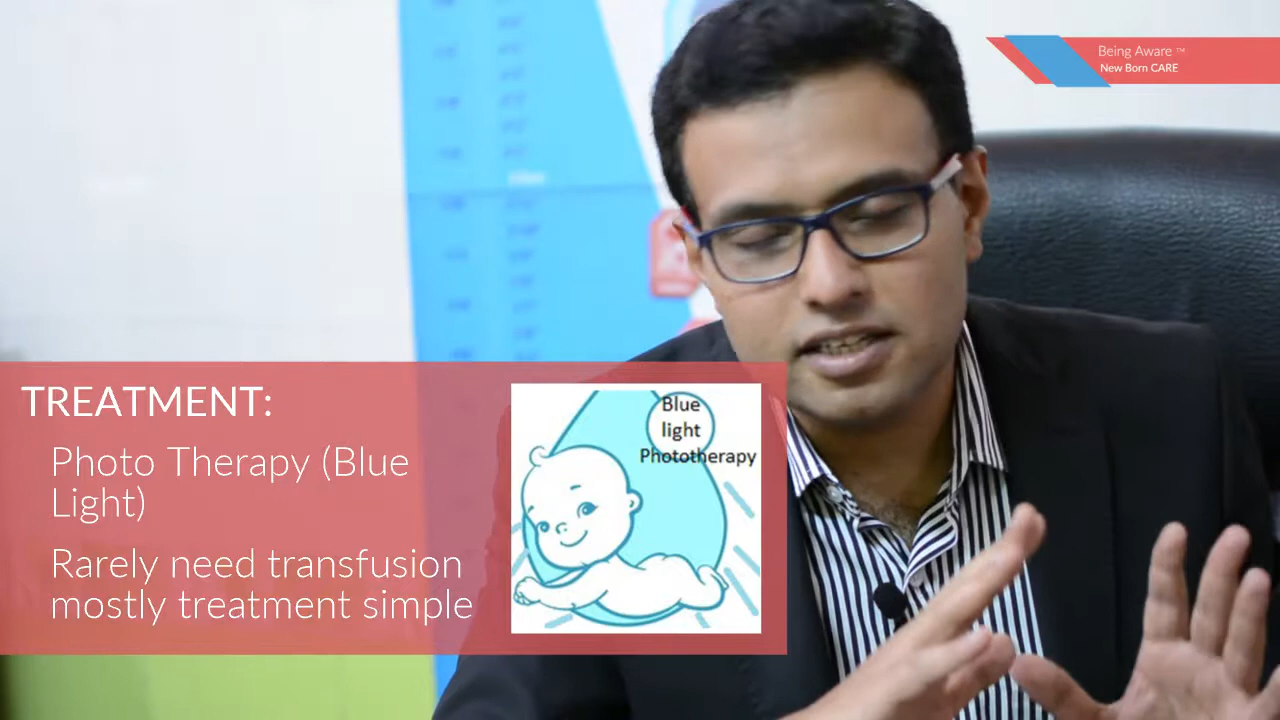 Being Aware ™
New Born CARE
TREATMENT:
Photo Therapy (Blue
Light)
Rarely need transfusion
mostly treatment simple
Blue
light
Phototherapy